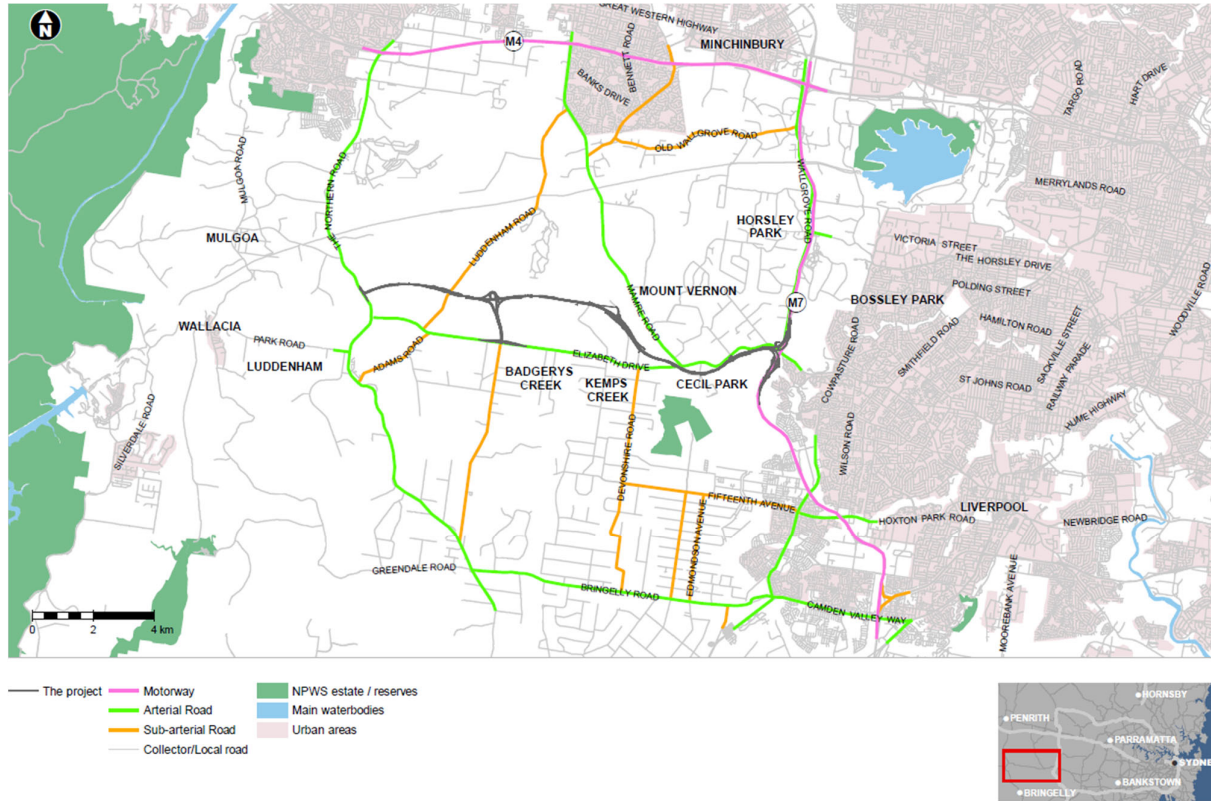 N
GREAT WESTERN HIGHWAY
M4
MINCHINBURY
BENNETT ROAD
BANKS DRIVE
TARGO ROAD
HART DRIVE
OLD WALLGROVE ROAD
MULGOA ROAD
THE NORTHERN ROAD
WALLGROVE ROAD
MERRYLANDS ROAD
MULGOA
LUDDENHAM ROAD
HORSLEY
PARK
VICTORIA STREET
THE HORSLEY DRIVE
POLDING STREET
MOUNT VERNON
MAMRE ROAD
M7
BOSSLEY PARK
HAMILTON ROAD
WOODVILLE ROAD
WALLACIA
PARK ROAD
LUDDENHAM
ADAMS ROAD
ELIZABETH DRIVE
BADGERYS
CREEK
KEMPS
CREEK
CECIL PARK
COWPASTURE ROAD
SMITHFIELD ROAD
SACKVILLE STREET
RAILWAY PARADE
ST JOHNS ROAD
HUME HIGHWAY
SILVERDALE ROAD
WILSON ROAD
DEVONSHIRE ROAD
FIFTEENTH AVENUE
EDMONDSON AVENUE
LIVERPOOL
HOXTON PARK ROAD
NEWBRIDGE ROAD
GREENDALE ROAD
BRINGELLY ROAD
CAMDEN VALLEY WAY
MOOREBANK AVENUE
0 2 4 km
The project
Motorway
Arterial Road
Sub-arterial Road
Collector/Local road
NPWS estate / reserves
Main waterbodies
Urban areas
HORNSBY
PENRITH
PARRAMATTA
SYDNEY
BANKSTOWN
BRINGELLY